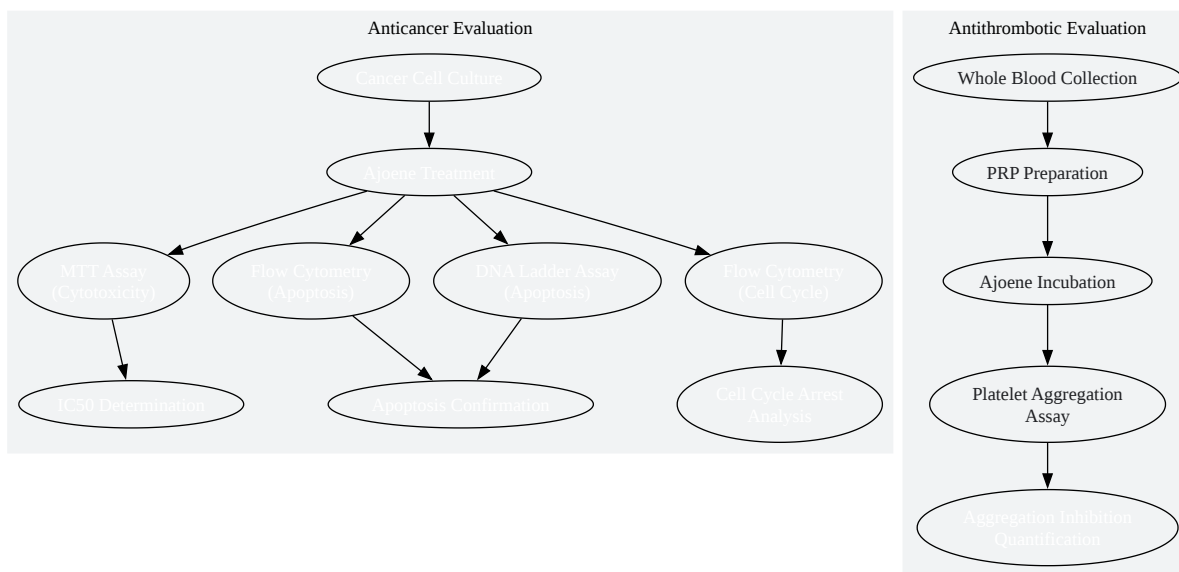 Anticancer Evaluation
Cancer Cell Culture
Ajoene Treatment
MTT Assay
(Cytotoxicity)
Flow Cytometry
(Apoptosis)
DNA Ladder Assay
(Apoptosis)
Flow Cytometry
(Cell Cycle)
IC50 Determination
Apoptosis Confirmation
Cell Cycle Arrest
Analysis
Antithrombotic Evaluation
Whole Blood Collection
PRP Preparation
Ajoene Incubation
Platelet Aggregation
Assay
Aggregation Inhibition
Quantification